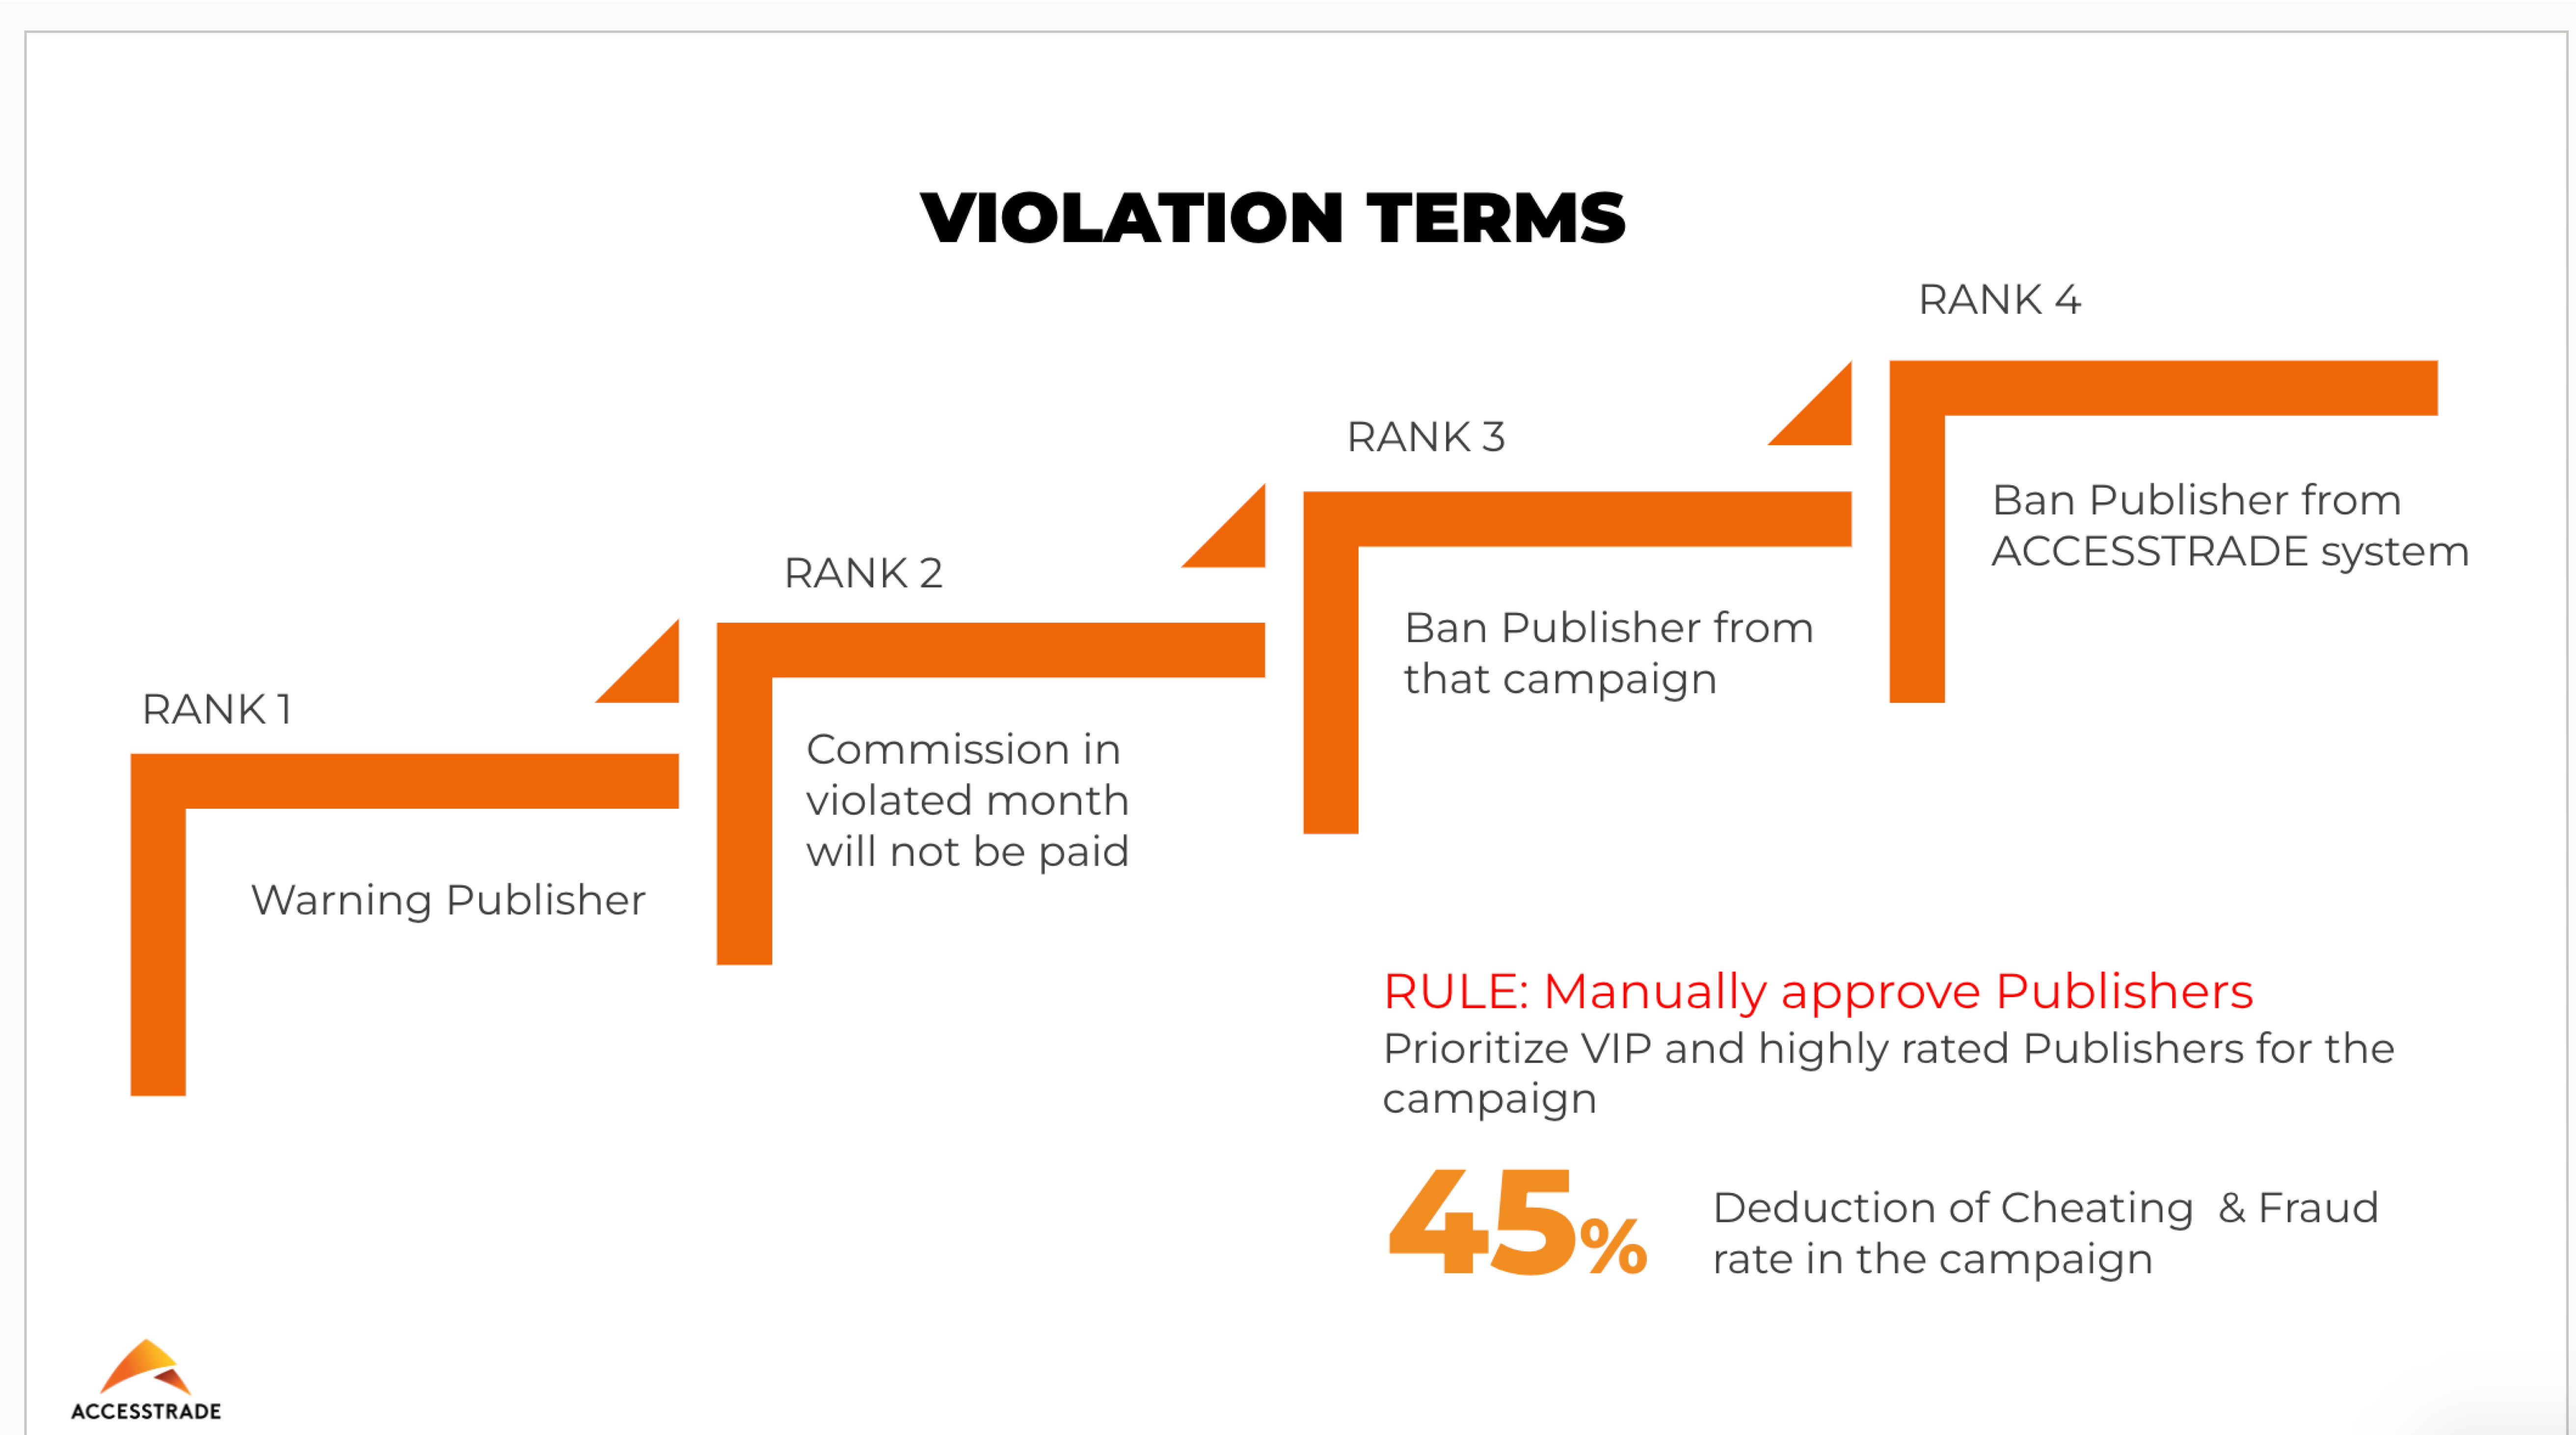 VIOLATION TERMS
RANK 1
Warning Publisher
RANK 2
Commission in
violated month
will not be paid
RANK 3
Ban Publisher from
that campaign
RANK 4
Ban Publisher from
ACCESSTRADE system
RULE: Manually approve Publishers
Prioritize VIP and highly rated Publishers for the
campaign
45%
Deduction of Cheating & Fraud
rate in the campaign
ACCESSTRADE